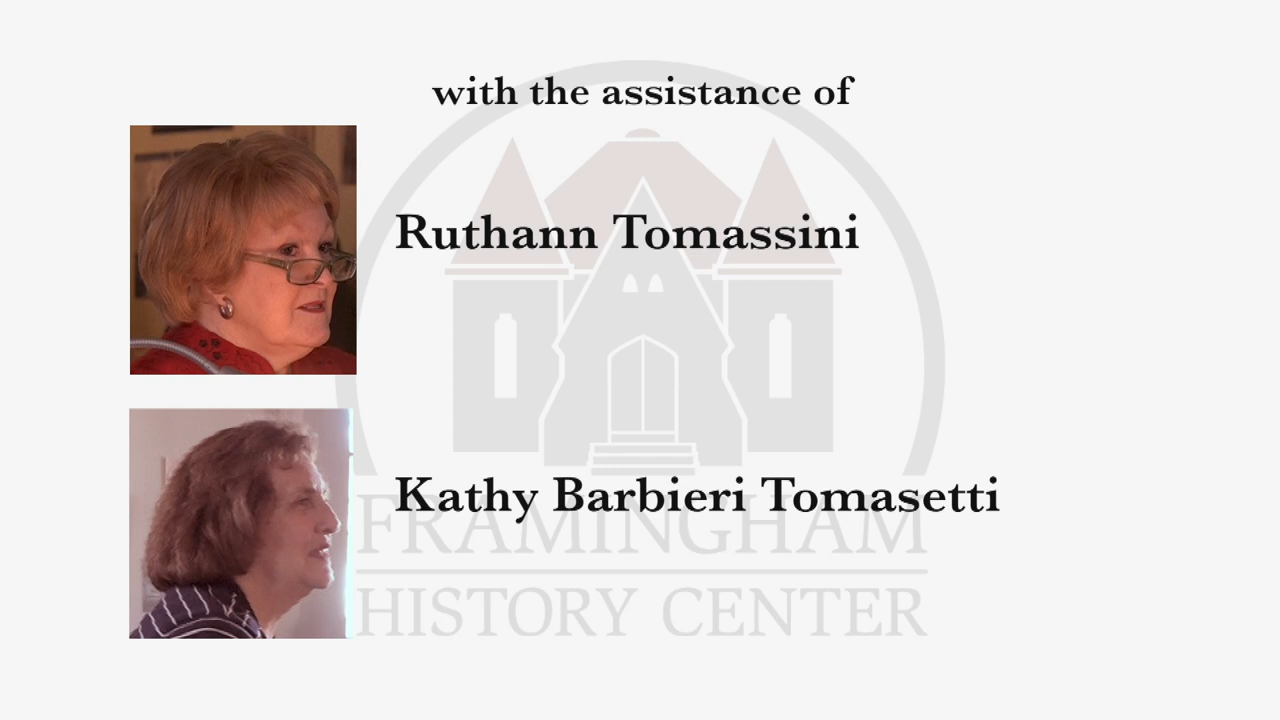 with the assistance of
Ruthann Tomassini
Kathy Barbieri Tomasetti
FRAMINGHAM
HISTORY CENTER